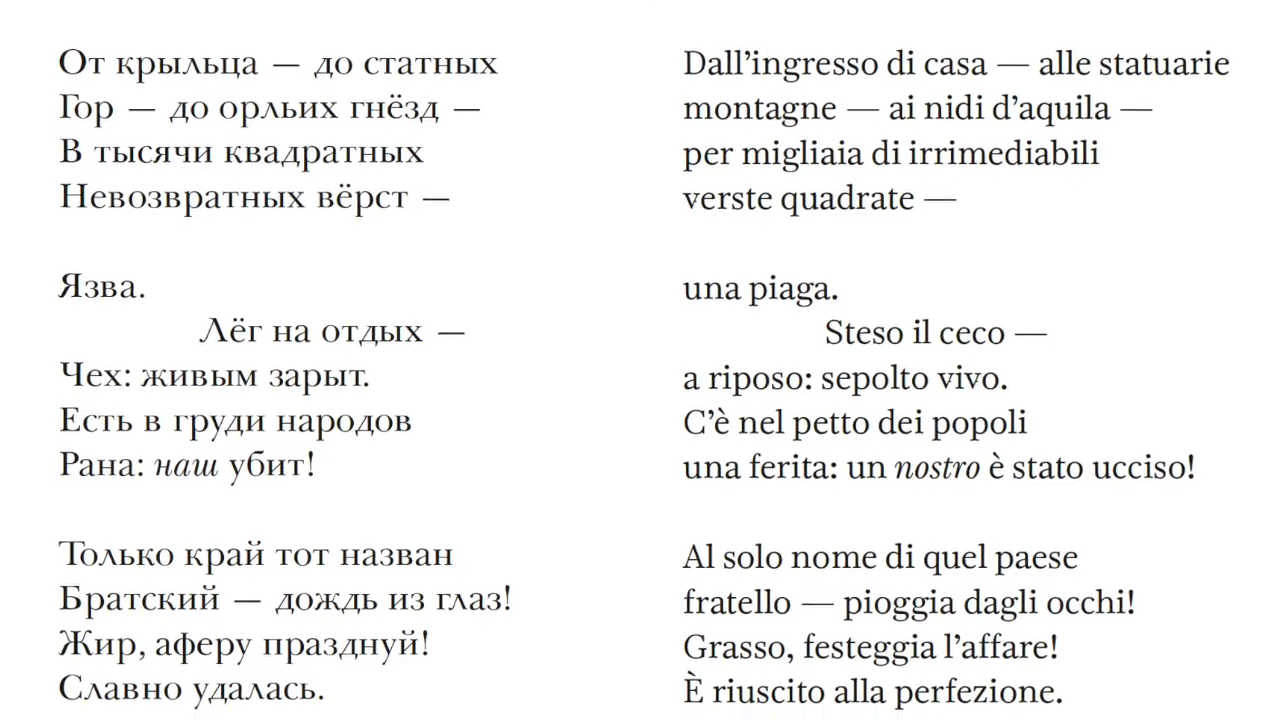 От крыльца — до статных
Гор — до орльих гнёзд —
В тысячи квадратных
Невозвратных вёрст —
Язва.
Лёг на отдых —
Чех: живым зарыт.
Есть в груди народов
Рана: наш убит!
Только край тот назван
Братский — дождь из глаз!
Жир, аферу празднуй!
Славно удалась.
Dall’ingresso di casa — alle statuarie
montagne — ai nidi d’aquila —
per migliaia di irrimediabili
verste quadrate —
una piaga.
Steso il ceco —
a riposo: sepolto vivo.
C’è nel petto dei popoli
una ferita: un nostro è stato ucciso!
Al solo nome di quel paese
fratello — pioggia dagli occhi!
Grasso, festeggia l’affare!
È riuscito alla perfezione.